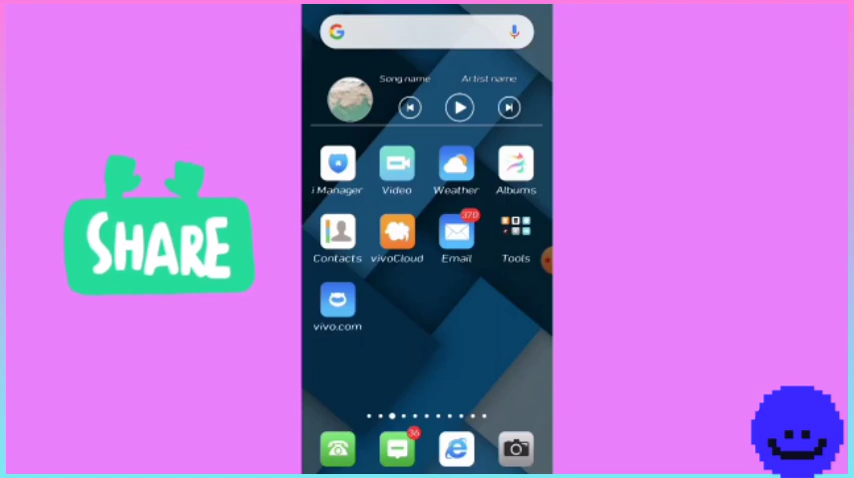 SHARE
Song name Artist name
i Manager Video Weather Albums
370
Contacts vivoCloud Email Tools
vivo.com
36